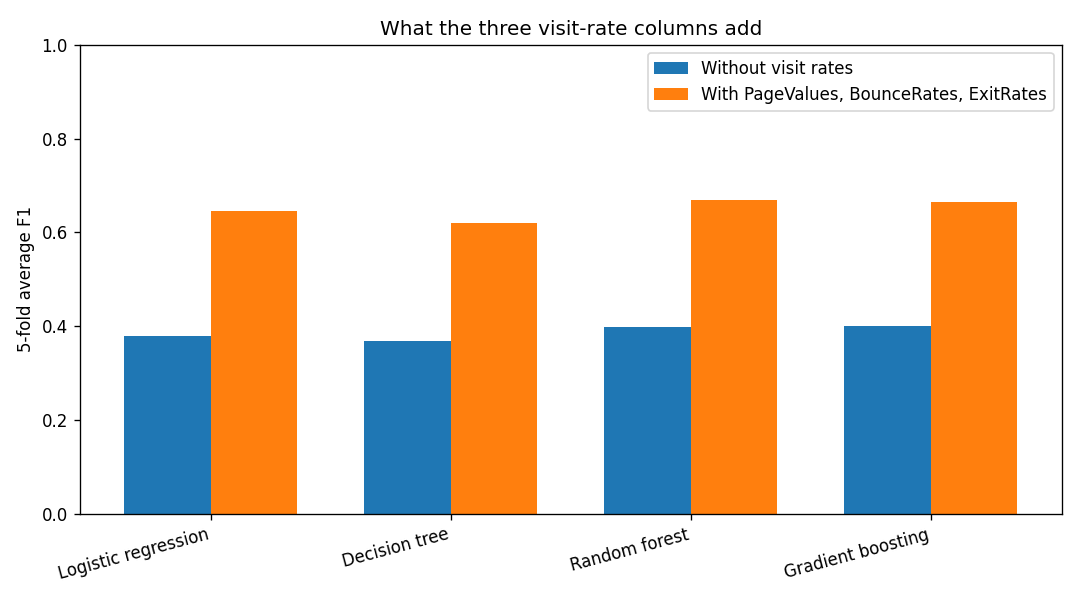 What the three visit-rate columns add
Without visit rates
With PageValues, BounceRates, ExitRates
5-fold average F1
1.0
0.8
0.6
0.4
0.2
0.0
Logistic regression
Decision tree
Random forest
Gradient boosting